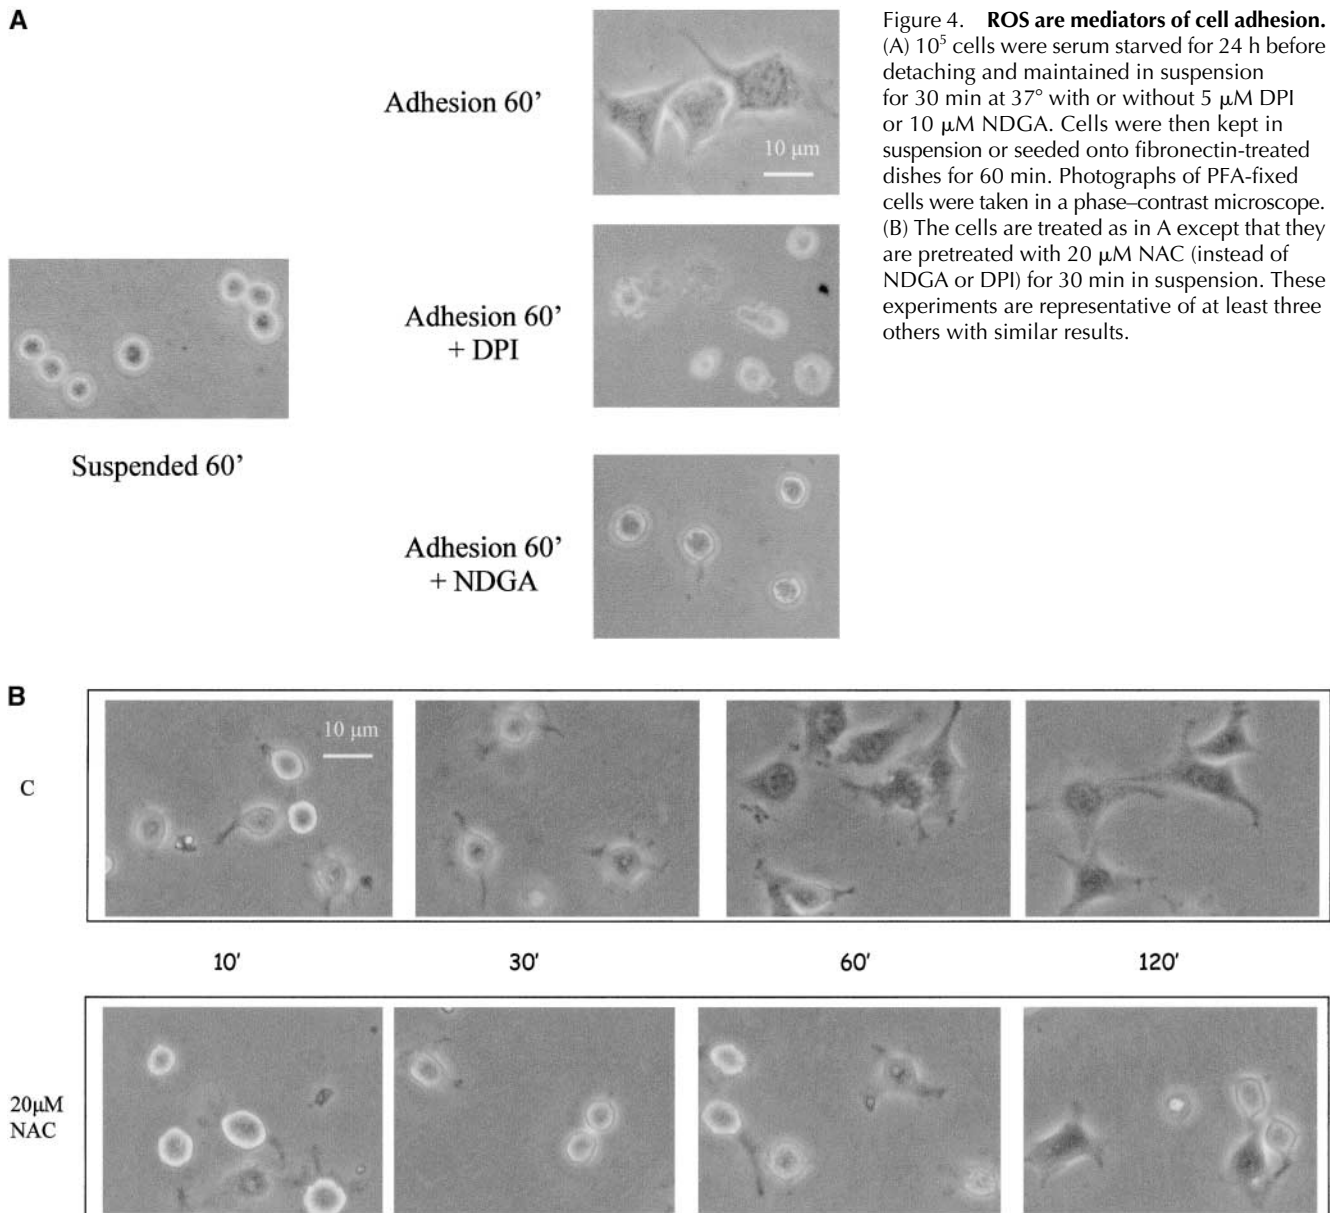 A
Adhesion 60’
10 μm
Adhesion 60’
+ DPI
Suspended 60’
Adhesion 60’
+ NDGA
Figure 4. ROS are mediators of cell adhesion.
(A) 10⁵ cells were serum starved for 24 h before
detaching and maintained in suspension
for 30 min at 37° with or without 5 μM DPI
or 10 μM NDGA. Cells were then kept in
suspension or seeded onto fibronectin-treated
dishes for 60 min. Photographs of PFA-fixed
cells were taken in a phase–contrast microscope.
(B) The cells are treated as in A except that they
are pretreated with 20 μM NAC (instead of
NDGA or DPI) for 30 min in suspension. These
experiments are representative of at least three
others with similar results.
B
C
10 μm
10′ 30′ 60′ 120′
20μM
NAC